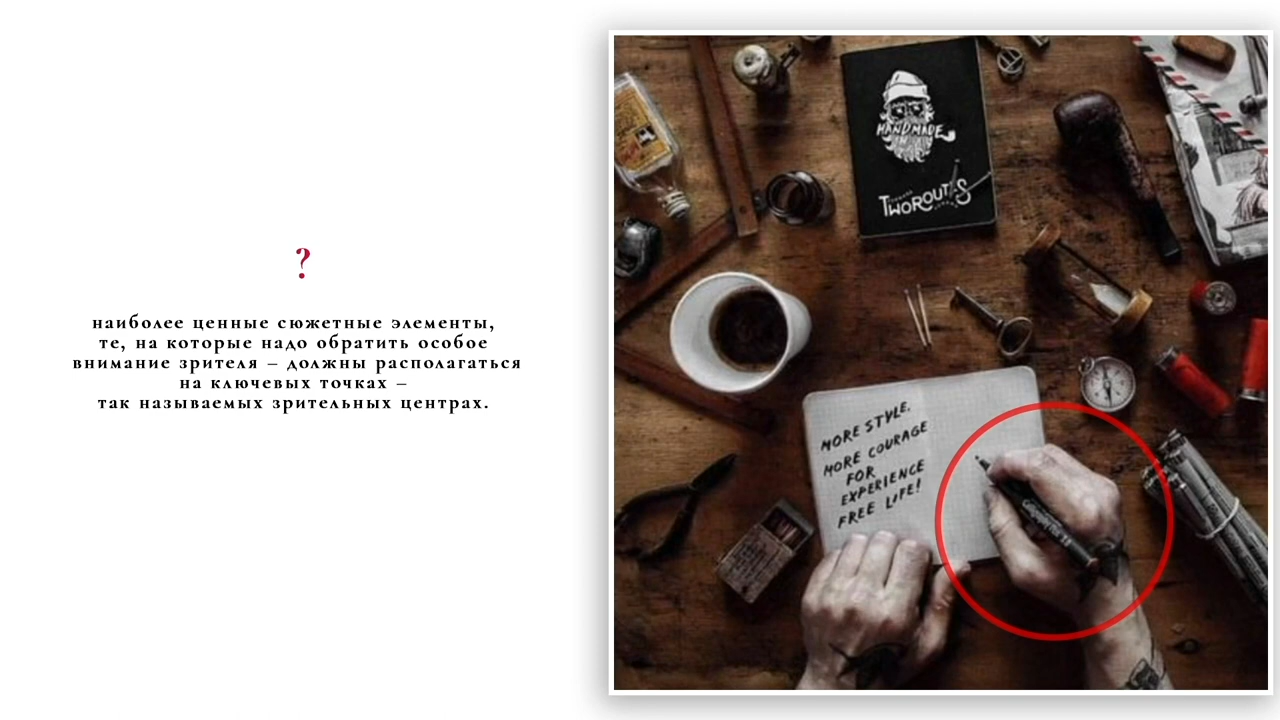 ?
наиболее ценные сюжетные элементы,
те, на которые надо обратить особое
внимание зрителя – должны располагаться
на ключевых точках –
так называемых зрительных центрах.
HANDMADE
TWOROUTES
MORE STYLE,
MORE COURAGE
FOR
EXPERIENCE
FREE LIFE!